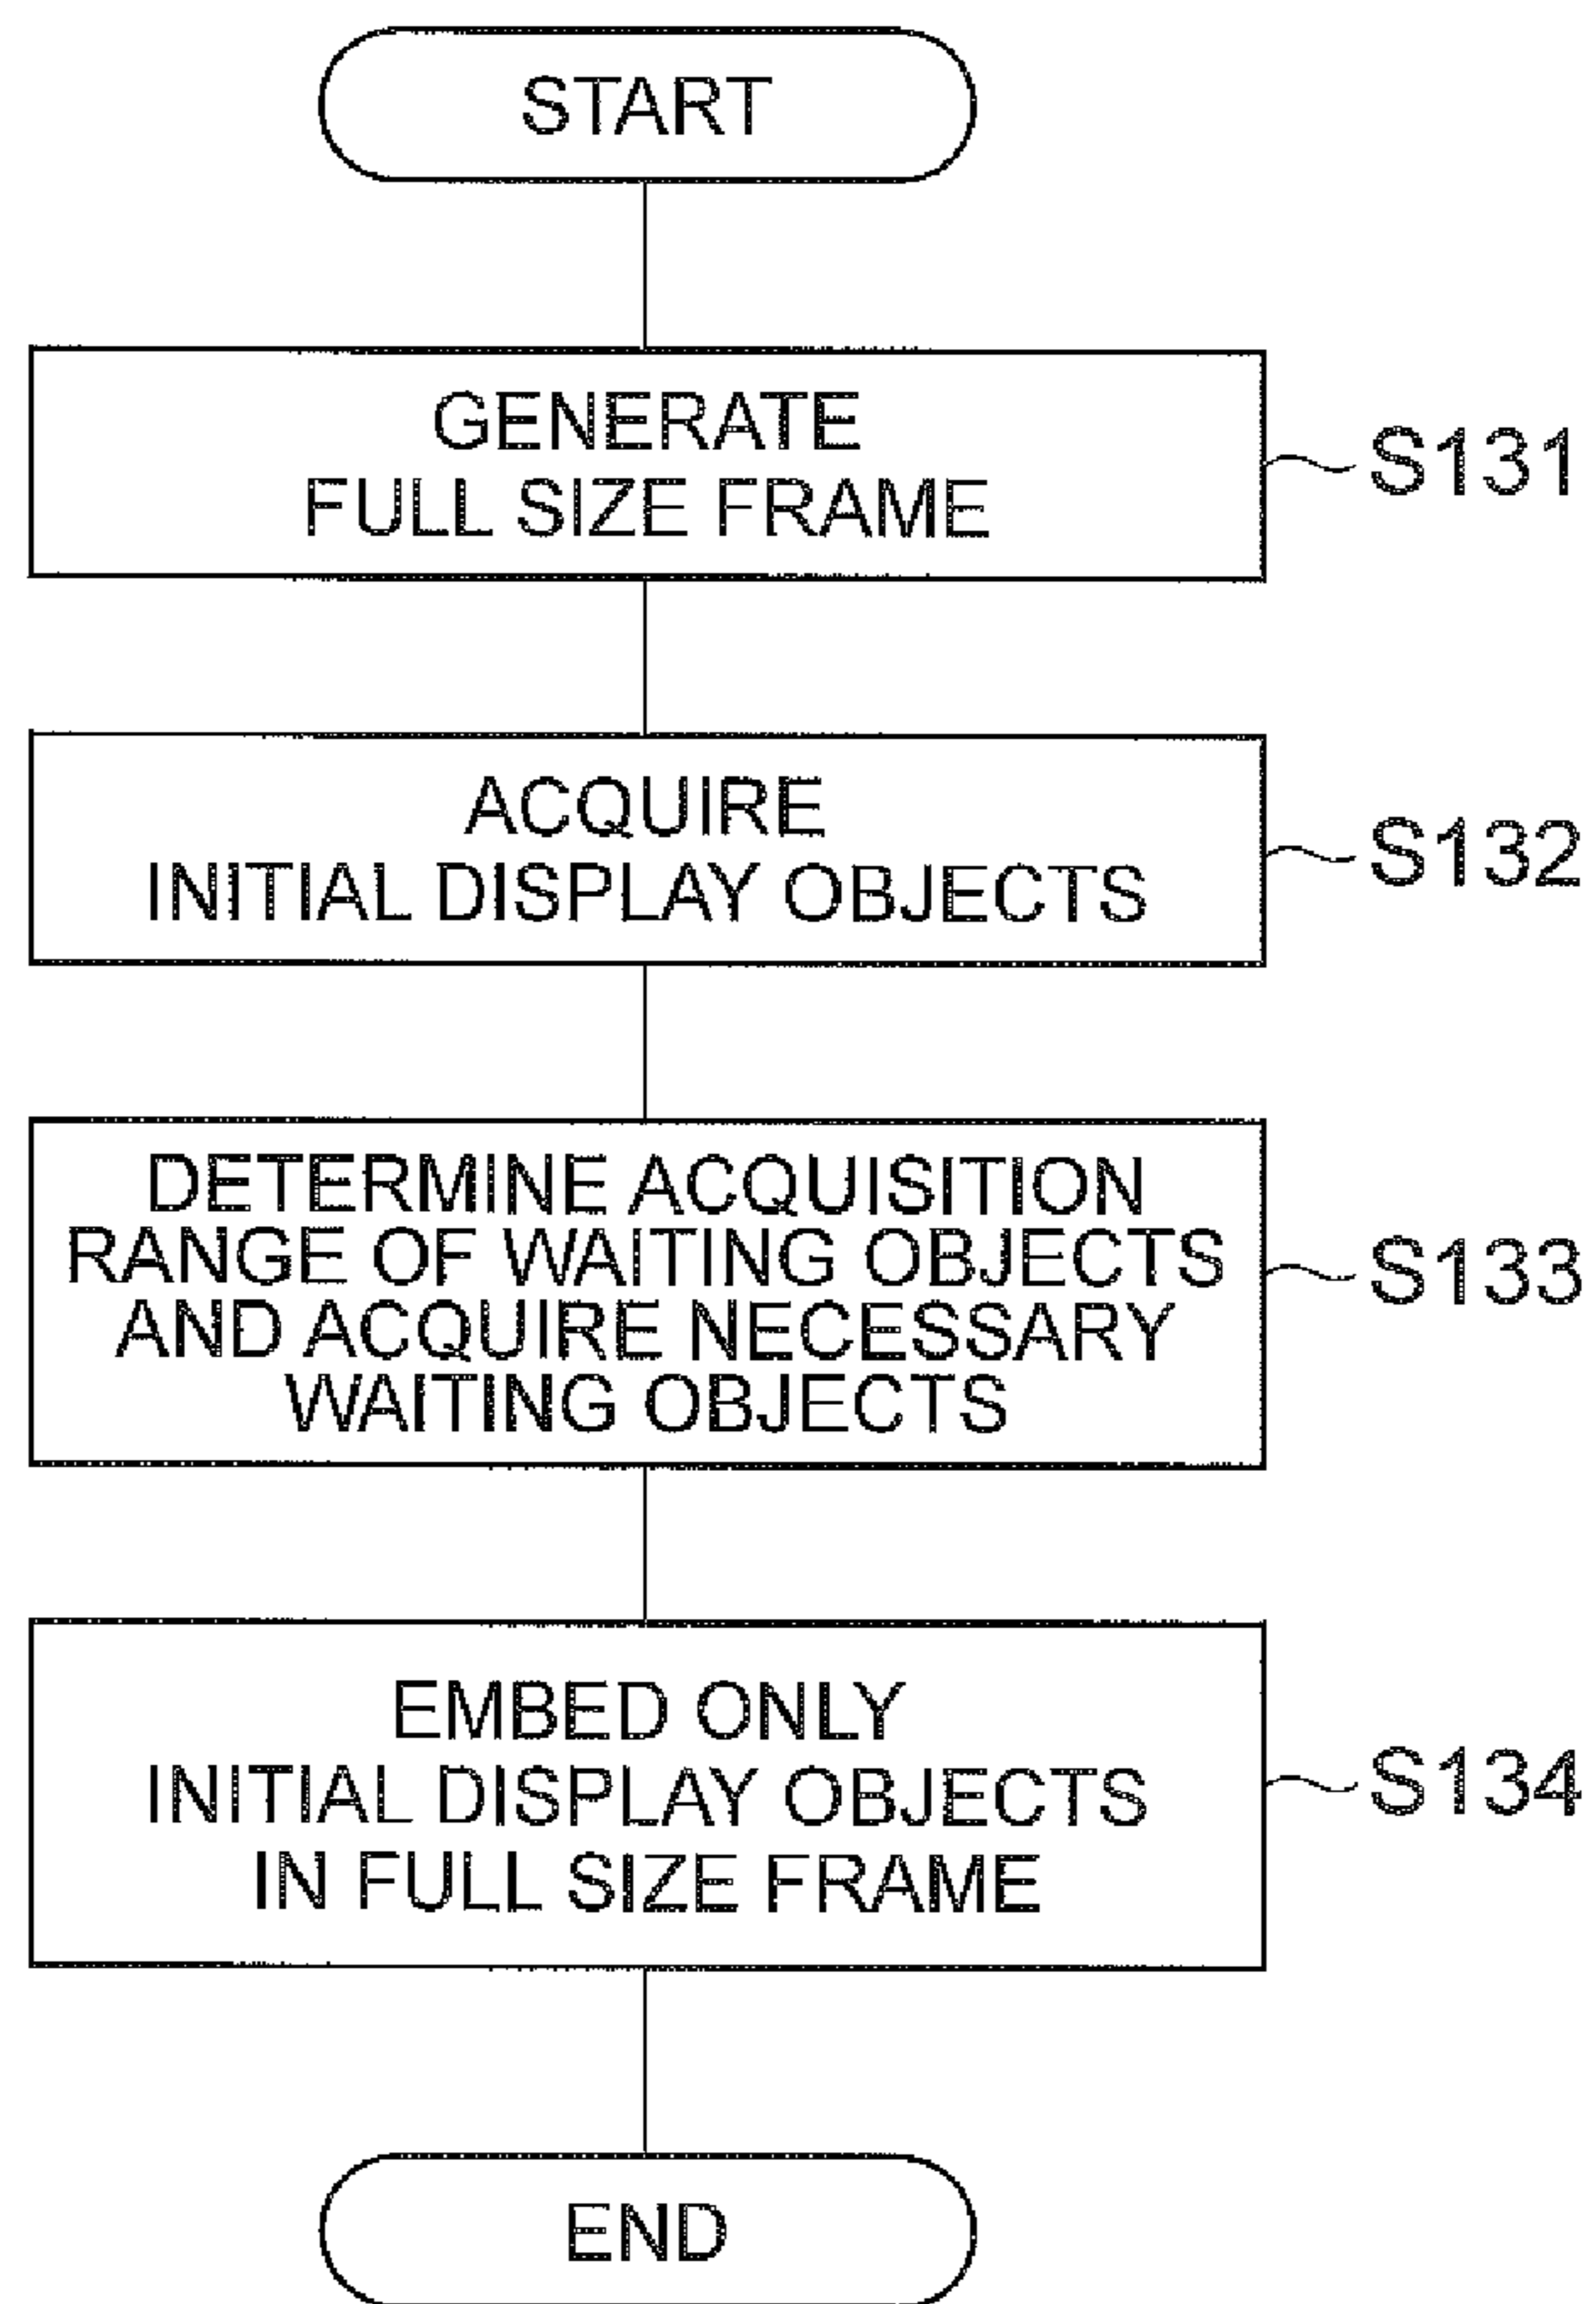 START
GENERATE
FULL SIZE FRAME
S131
ACQUIRE
INITIAL DISPLAY OBJECTS
S132
DETERMINE ACQUISITION
RANGE OF WAITING OBJECTS
AND ACQUIRE NECESSARY
WAITING OBJECTS
S133
EMBED ONLY
INITIAL DISPLAY OBJECTS
IN FULL SIZE FRAME
S134
END